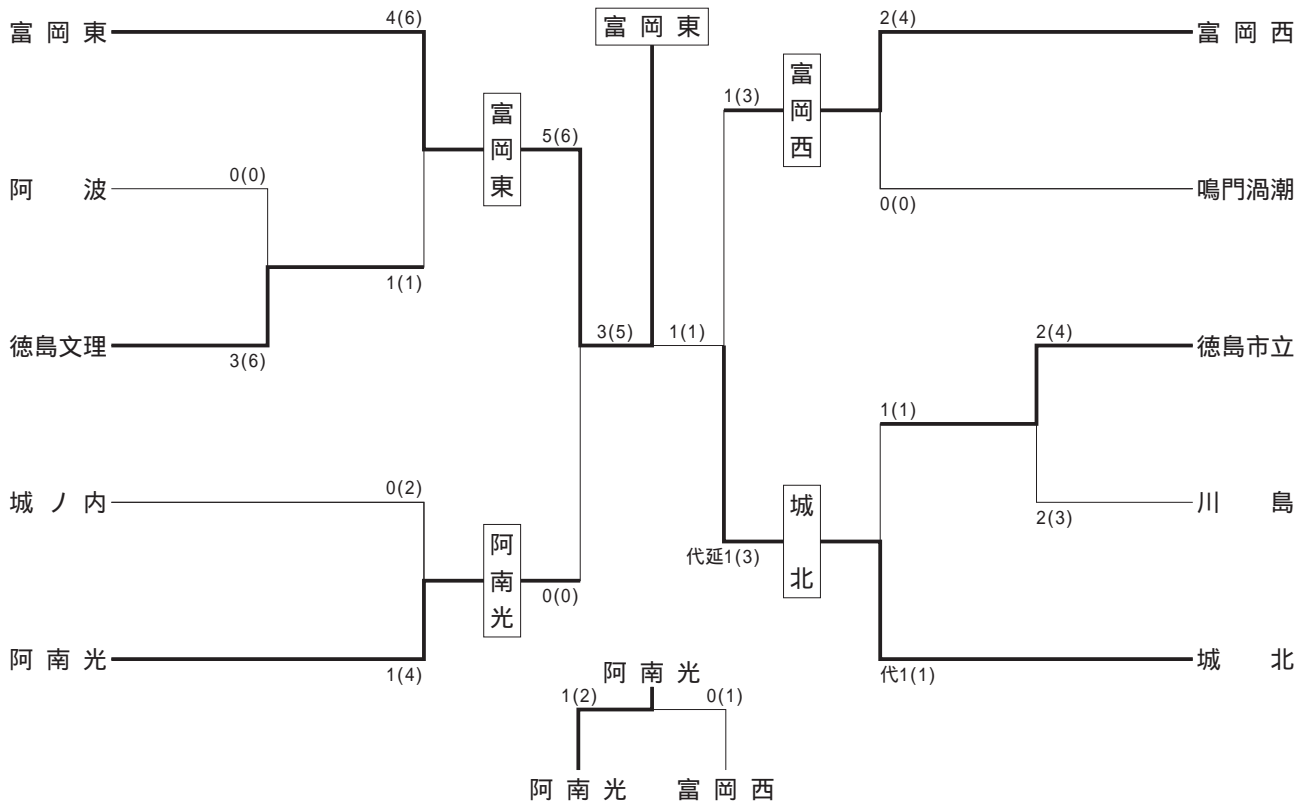 4(6)
富岡東
2(4)
富岡東
富岡西
1(3)
富岡西
富岡東
5(6)
0(0)
阿波
鳴門渦潮
0(0)
1(1)
3(5)
1(1)
2(4)
徳島文理
徳島市立
3(6)
1(1)
0(2)
城ノ内
川島
2(3)
城北
阿南光
代延1(3)
0(0)
阿南光
1(4)
城北
代1(1)
阿南光
1(2)
0(1)
阿南光
富岡西